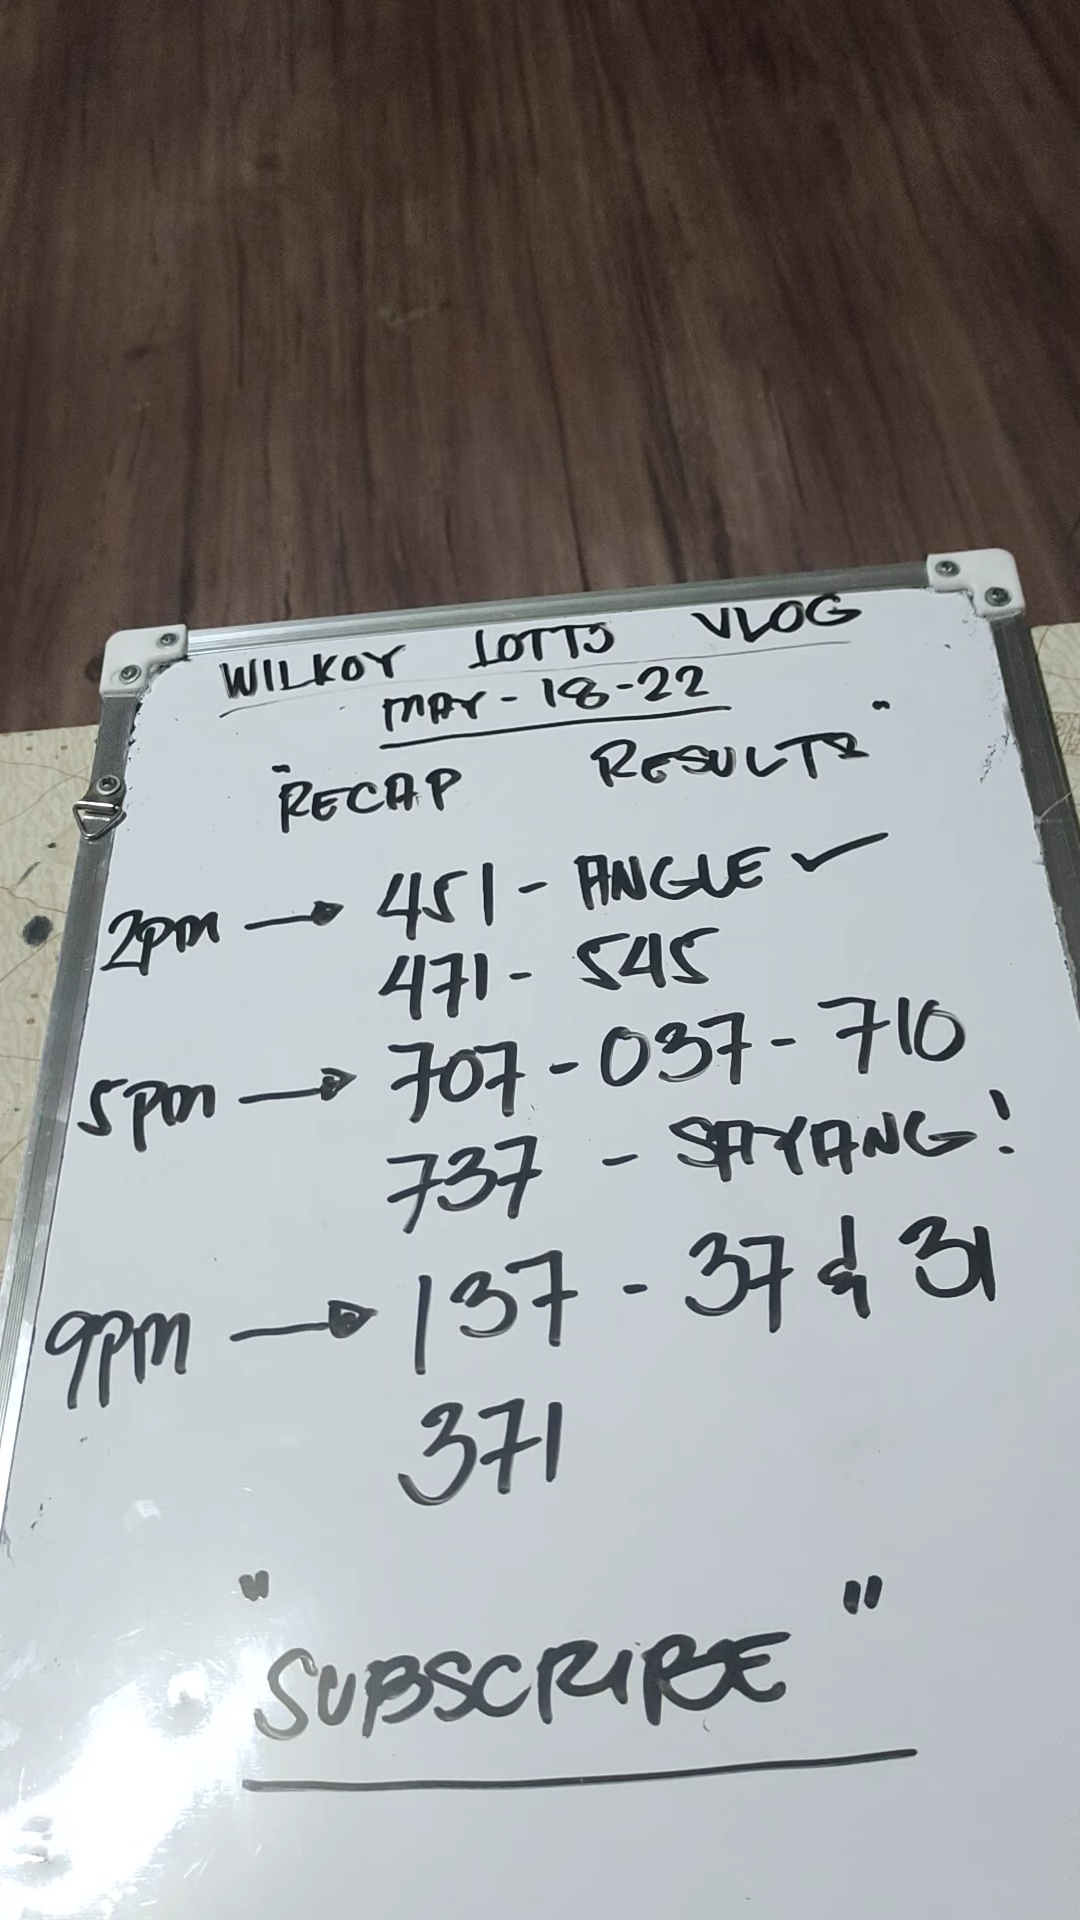 WILKOY LOTTO VLOG
MAY-18-22
"RECAP RESULTS"
2pm → 451 - ANGLE ✓
471 - 545
5pm → 707 - 037 - 710
737 - SAYANG!
9pm → 137 - 37 & 31
371
"SUBSCRIBE"